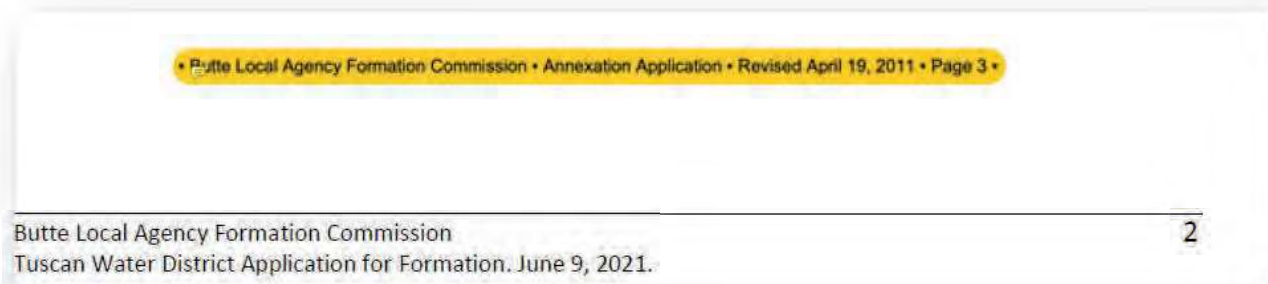 • Butte Local Agency Formation Commission • Annexation Application • Revised April 19, 2011 • Page 3 •
Butte Local Agency Formation Commission 2
Tuscan Water District Application for Formation. June 9, 2021.